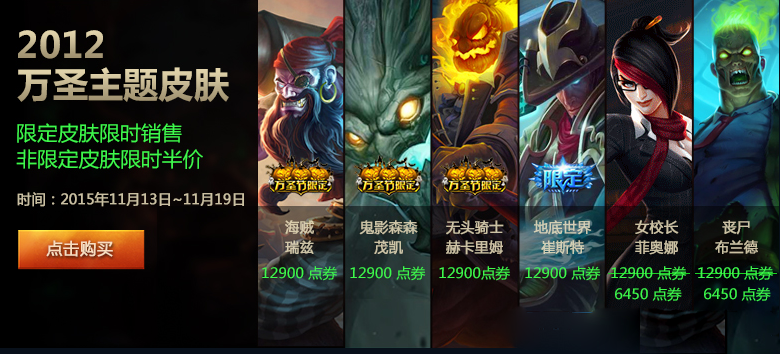 2012
万圣主题皮肤
限定皮肤限时销售
非限定皮肤限时半价
时间：2015年11月13日~11月19日
点击购买
万圣节限定
海贼
瑞兹
12900 点券
万圣节限定
鬼影森森
茂凯
12900 点券
万圣节限定
无头骑士
赫卡里姆
12900点券
限定
地底世界
崔斯特
12900 点券
女校长
菲奥娜
12900 点券
6450 点券
丧尸
布兰德
12900 点券
6450 点券